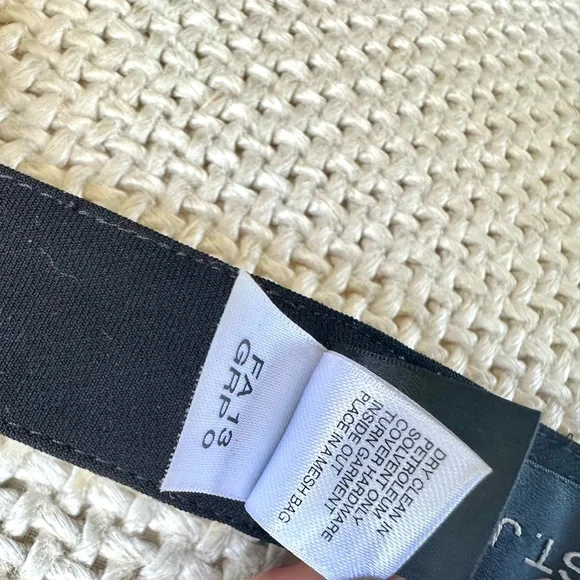 FA 13
GRP 0
DRY CLEAN IN
PETROLEUM
SOLVENT ONLY
COVER HARDWARE
TURN GARMENT
INSIDE OUT
PLACE IN A MESH BAG